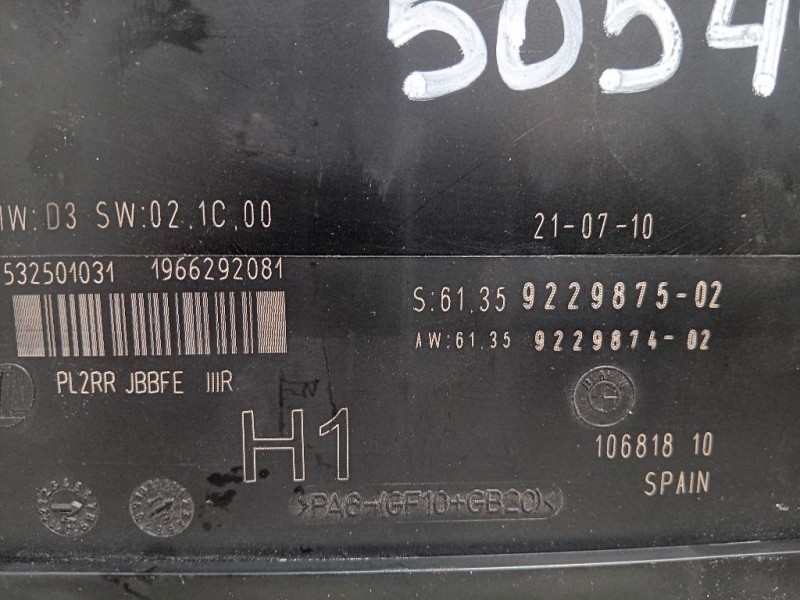 5054
HW: D3 SW:02.1C.00
21-07-10
532501031 1966292081
S:61.35 9229875-02
AW:61.35 9229874-02
PL2RR JBBFE IIIR
BMW
H1
106818 10
SPAIN
>PA6-(GF10+GB20)<